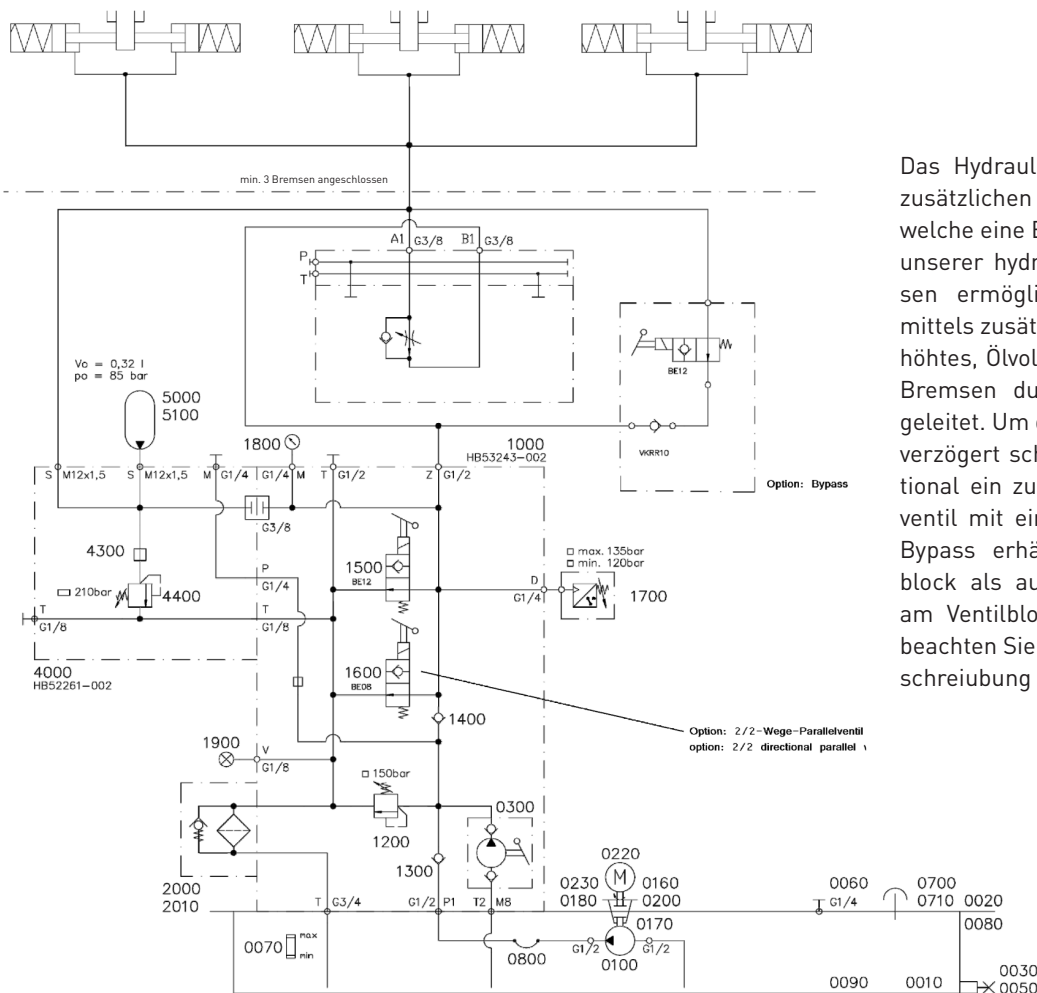 min. 3 Bremsen angeschlossen
A1 G3/8 B1 G3/8
P
T
BE12
VKRR10
Option: Bypass
Vo = 0,32 l
po = 85 bar
5000
5100
1800
1000
HB53243-002
S M12x1,5 S M12x1,5 M G1/4 G1/4 M T G1/2 Z G1/2
G3/8
4300
210bar
4400
P
G1/4
T
G1/8
T
G1/8
4000
HB52261-002
1500
BE12
1600
BE08
max. 135bar
min. 120bar
D
G1/4
1700
1400
Option: 2/2-Wege-Parallelventil
option: 2/2 directional parallel
1900
V
G1/8
150bar
1200
0300
1300
2000
2010
T G3/4 G1/2 P1 T2 M8
0070
max
min
0220
M
0230 0160
0180 0200
0170
G1/2 G1/2
0800
0100
0060
G1/4
0700
0710
0020
0080
0090 0010
0030
0050
Das Hydraul
zusätzlichen
welche eine
unserer hydr
sen ermögli
mittels zusät
höhtes, Ölvol
Bremsen du
geleitet. Um
verzögert sch
tional ein zu
ventil mit ein
Bypass erhä
block als au
am Ventilblo
beachten Sie
schreiubung